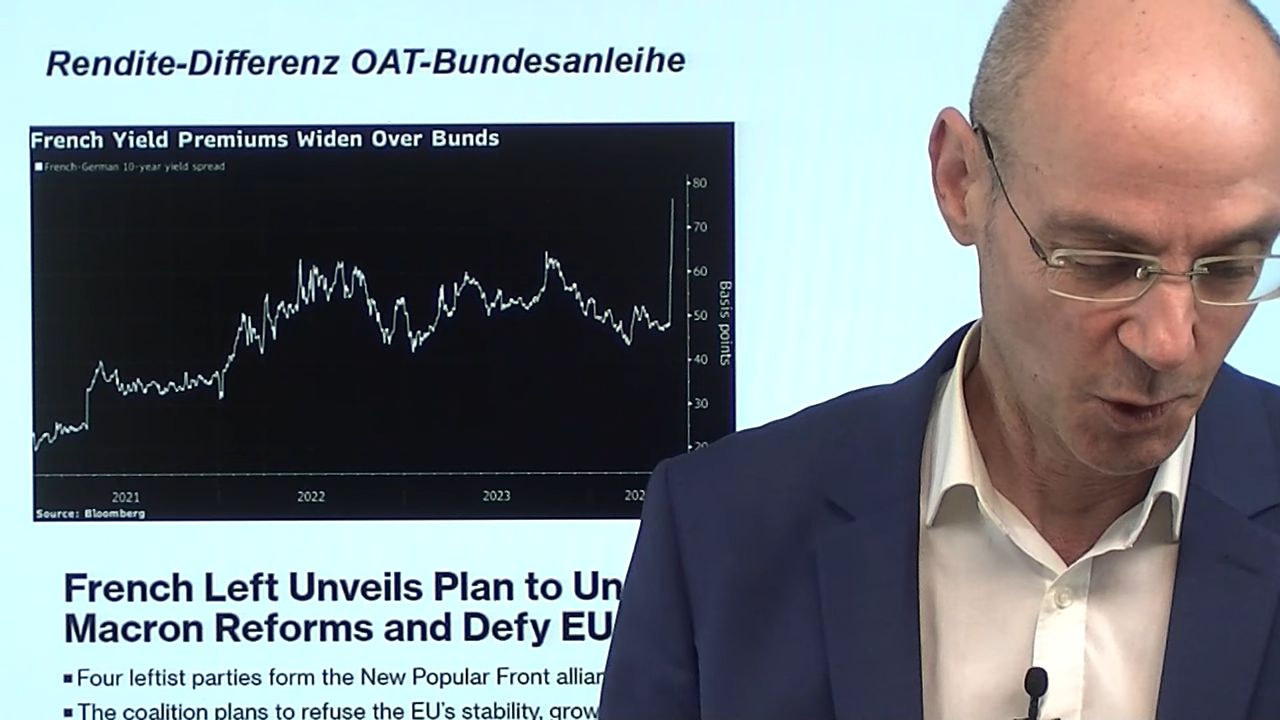 Rendite-Differenz OAT-Bundesanleihe
French Yield Premiums Widen Over Bunds
French-German 10-year yield spread
80
70
60
50
40
30
20
Basis points
2021 2022 2023
Source: Bloomberg
French Left Unveils Plan to
Macron Reforms and Defy EU
Four leftist parties form the New Popular Front
The coalition plans to refuse the EU's stability,